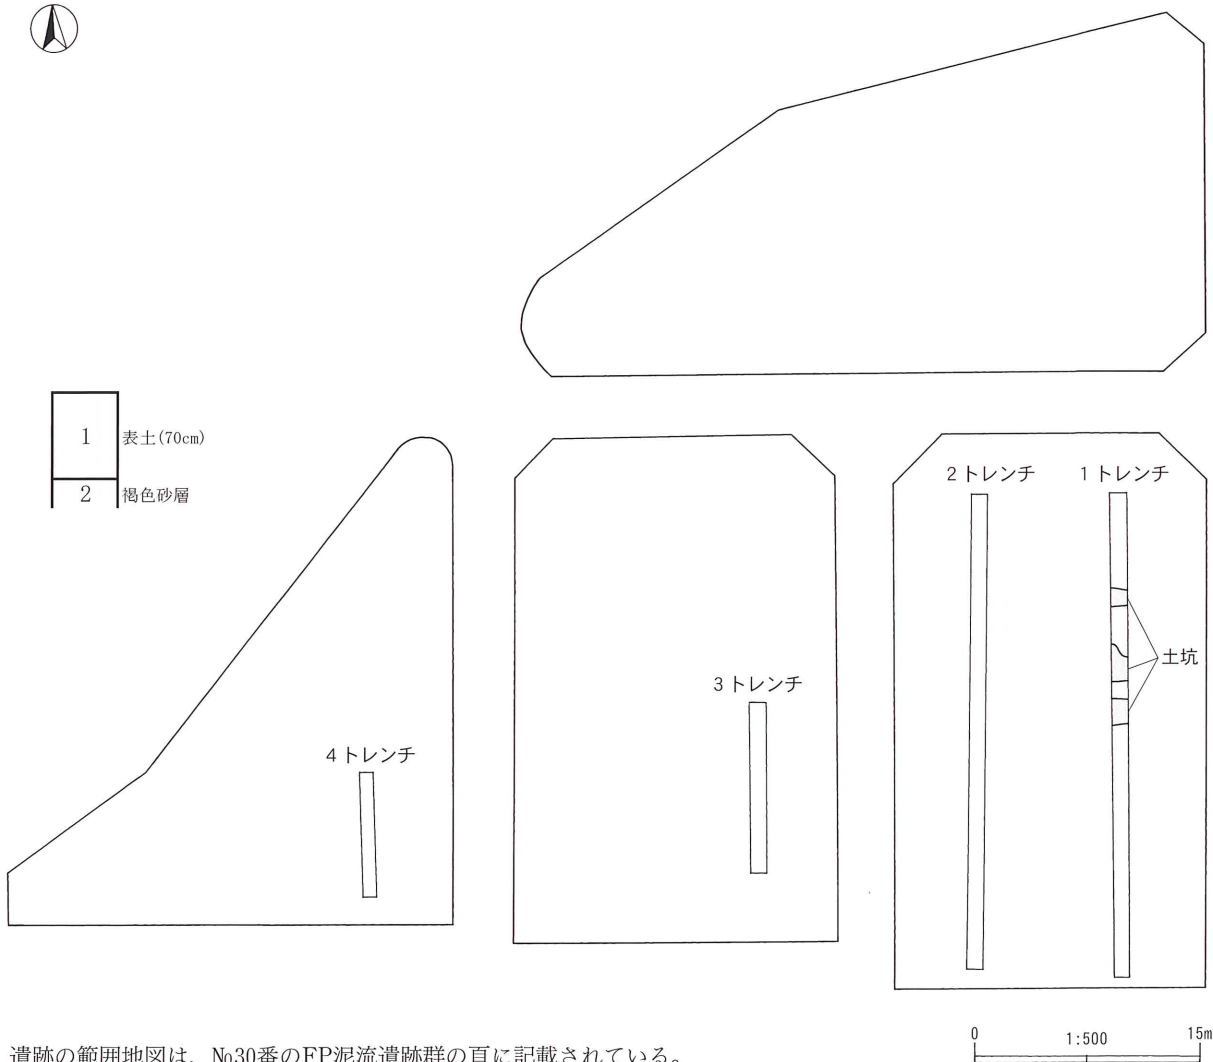 1 表土(70cm)
2 褐色砂層
2トレンチ
1トレンチ
土坑
3トレンチ
4トレンチ
0 1:500 15m
遺跡の範囲地図は、№30番のFP泥流遺跡群の頁に記載されている。